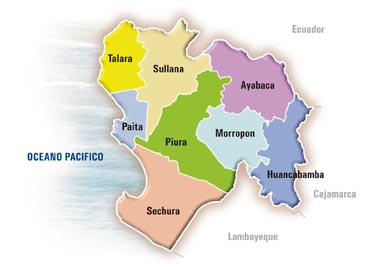 Ecuador
Talara
Sullana
Ayabaca
Paita
Piura
Morropon
OCEANO PACIFICO
Huancabamba
Cajamarca
Sechura
Lambayeque